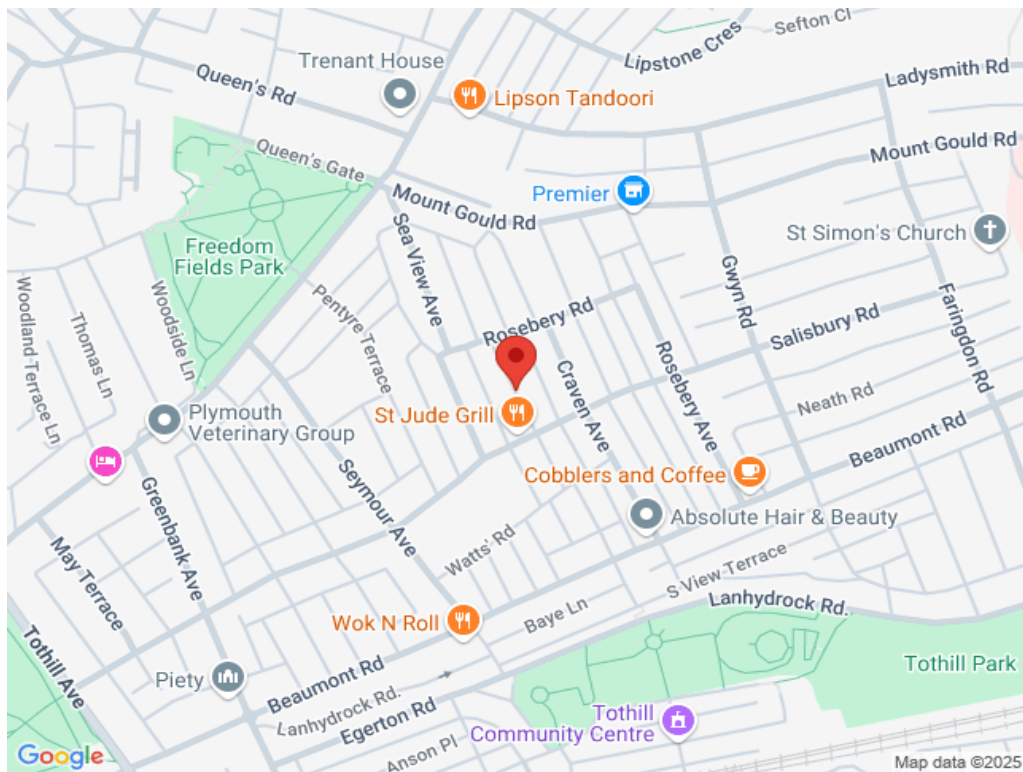 Sefton Cl
Lipstone Cres
Trenant House
Queen's Rd
Lipson Tandoori
Ladysmith Rd
Queen's Gate
Mount Gould Rd
Mount Gould Rd
Premier
St Simon's Church
Freedom
Fields Park
Sea View Ave
Gwyn Rd
Woodland Terrace Ln
Thomas Ln
Woodside Ln
Pentyre Terrace
Rosebery Rd
Salisbury Rd
Faringdon Rd
Craven Ave
Rosebery Ave
Neath Rd
Plymouth
Veterinary Group
St Jude Grill
Beaumont Rd
Cobblers and Coffee
Seymour Ave
Greenbank Ave
Absolute Hair & Beauty
May Terrace
Watts' Rd
S View Terrace
Lanhydrock Rd.
Wok N Roll
Baye Ln
Tothill Ave
Piety
Beaumont Rd
Lanhydrock Rd.
Egerton Rd
Tothill Park
Tothill
Community Centre
Anson Pl
Google
Map data ©2025